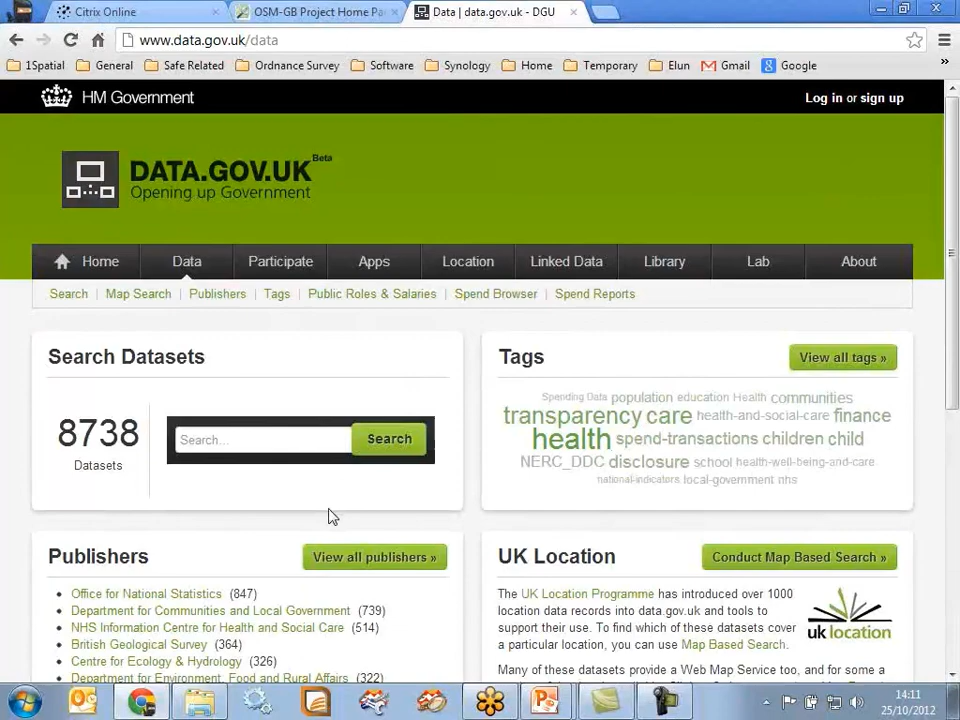 Citrix Online
OSM-GB Project Home Pa
Data | data.gov.uk - DGU
www.data.gov.uk/data
1Spatial
General
Safe Related
Ordnance Survey
Software
Synology
Home
Temporary
Elun
Gmail
Google
»
HM Government
Log in or sign up
DATA.GOV.UK Beta
Opening up Government
Home
Data
Participate
Apps
Location
Linked Data
Library
Lab
About
Search | Map Search | Publishers | Tags | Public Roles & Salaries | Spend Browser | Spend Reports
Search Datasets
8738
Datasets
Search...
Search
Tags
View all tags »
Spending Data population education Health communities
transparency care health-and-social-care finance
health spend-transactions children child
NERC_DDC disclosure school health-well-being-and-care
national-indicators local-government nhs
Publishers
View all publishers »
Office for National Statistics (847)
Department for Communities and Local Government (739)
NHS Information Centre for Health and Social Care (514)
British Geological Survey (364)
Centre for Ecology & Hydrology (326)
Department for Environment, Food and Rural Affairs (322)
UK Location
Conduct Map Based Search »
The UK Location Programme has introduced over 1000
location data records into data.gov.uk and tools to
support their use. To find which of these datasets cover
a particular location, you can use Map Based Search.
uk location
Many of these datasets provide a Web Map Service too, and for some a
14:11
25/10/2012